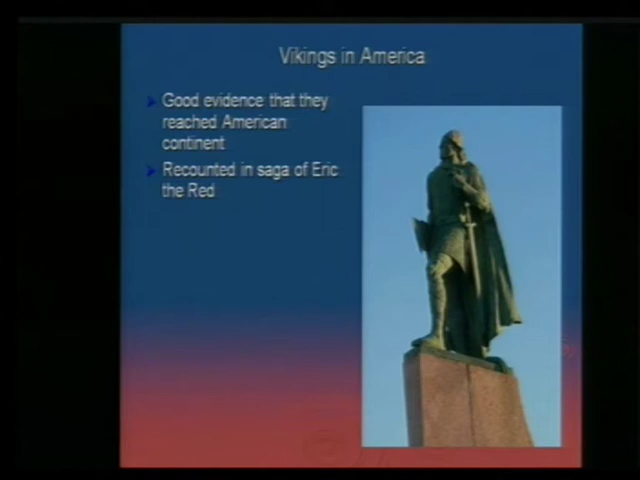 Vikings in America
Good evidence that they
reached American
continent
Recounted in saga of Eric
the Red